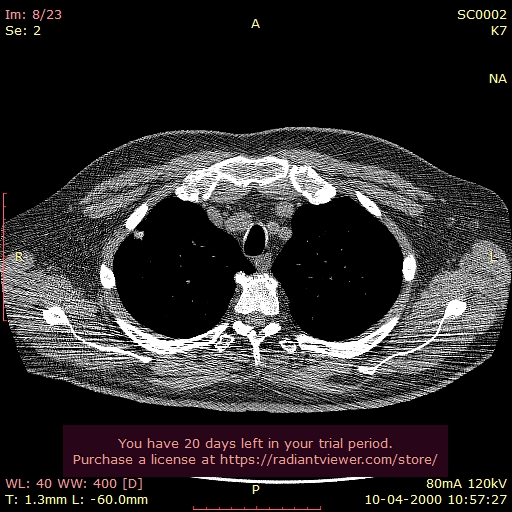 Im: 8/23
Se: 2
A
SC0002
K7
NA
R
L
You have 20 days left in your trial period.
Purchase a license at https://radiantviewer.com/store/
WL: 40 WW: 400 [D]
T: 1.3mm L: -60.0mm
P
80mA 120kV
10-04-2000 10:57:27